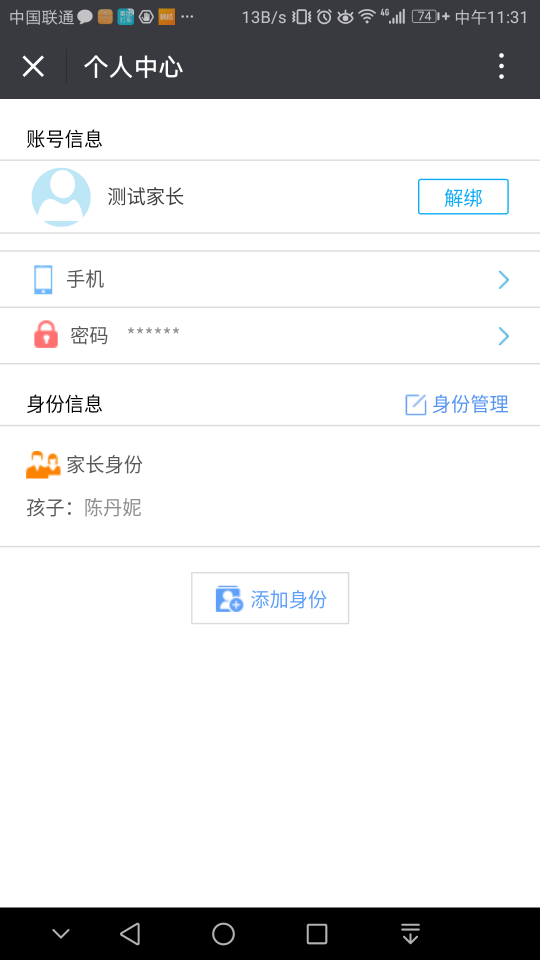 中国联通 13B/s 4G 74 中午11:31
个人中心
账号信息
测试家长 解绑
手机
密码 ******
身份信息 身份管理
家长身份
孩子：陈丹妮
添加身份